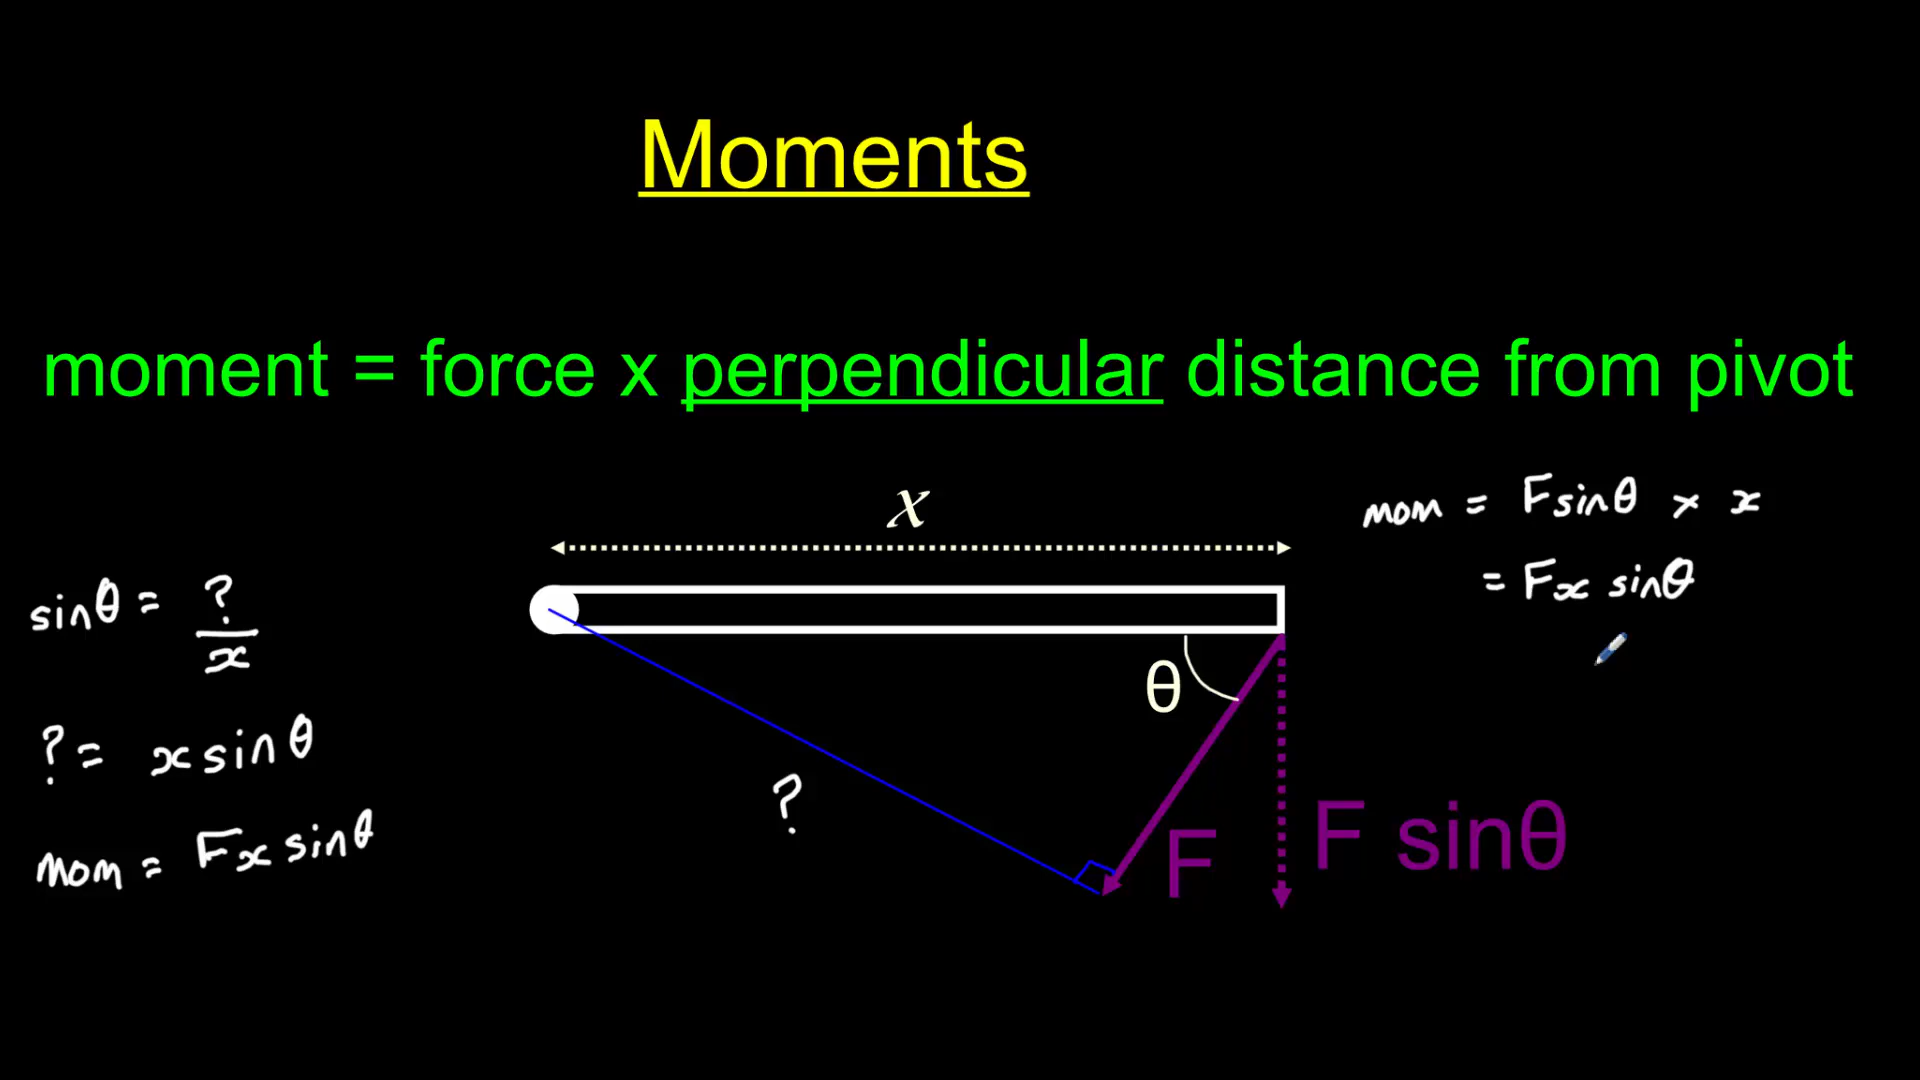 Moments
moment = force x perpendicular distance from pivot
x
mom = Fsinθ × x
= Fx sinθ
sinθ = ?/x
? = x sinθ
mom = Fx sinθ
θ
?
F
F sinθ